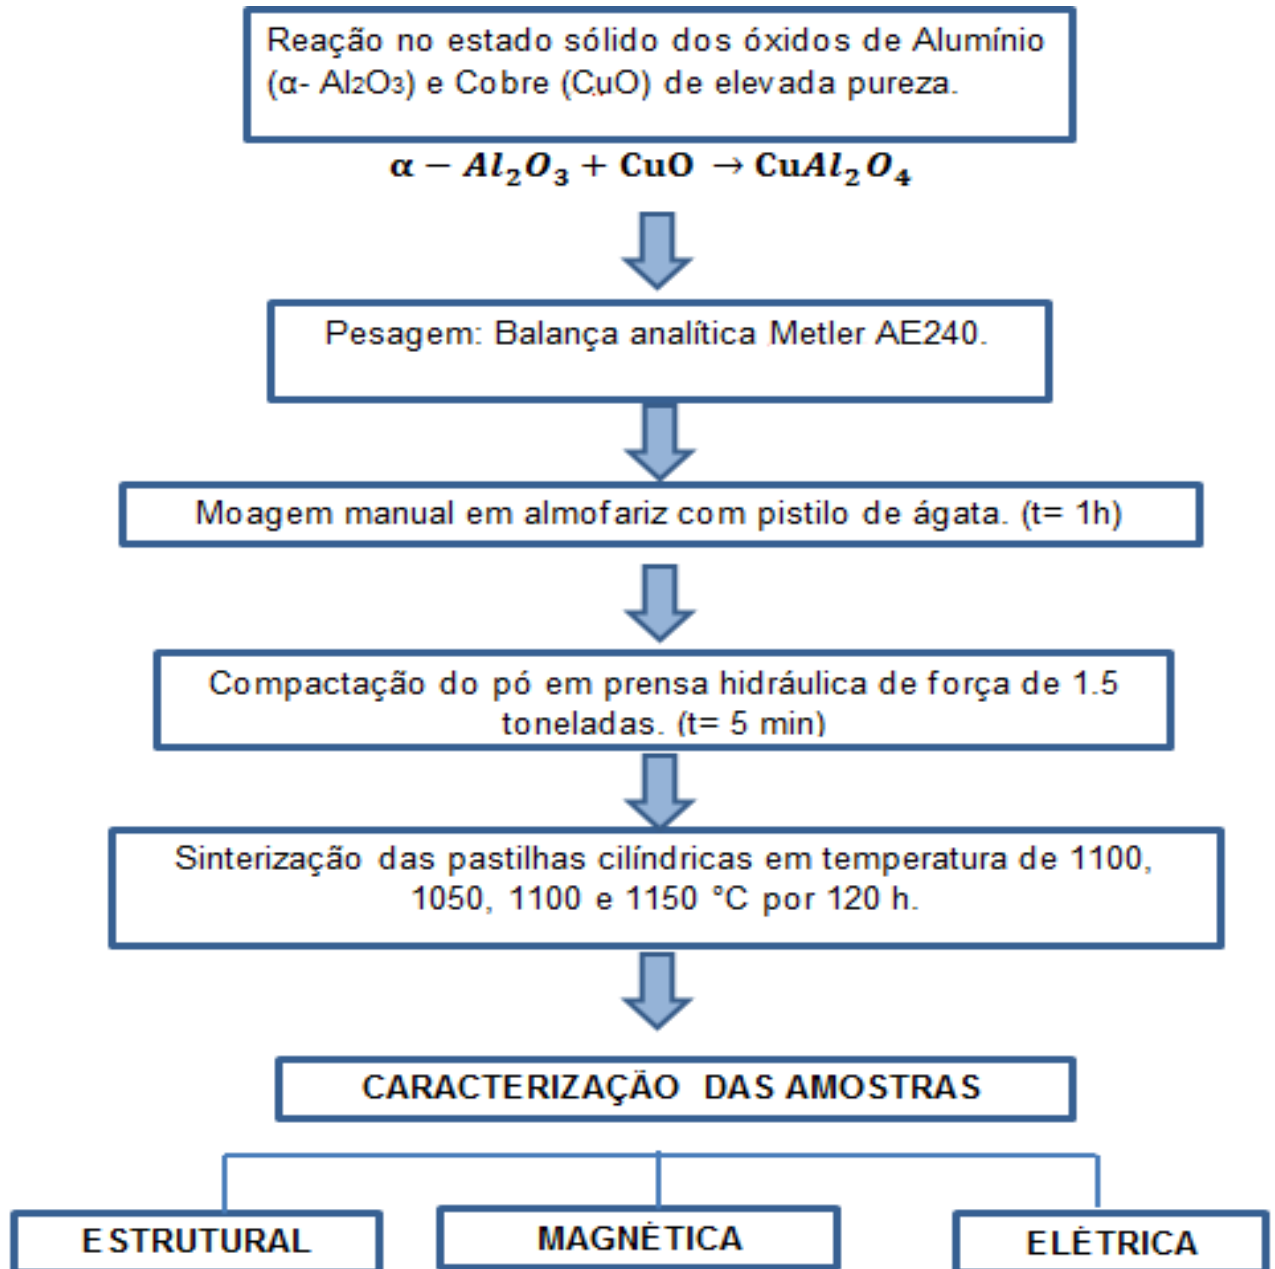 Reação no estado sólido dos óxidos de Alumínio
(α- Al₂O₃) e Cobre (CuO) de elevada pureza.
α − Al₂O₃ + CuO → CuAl₂O₄
Pesagem: Balança analítica Metler AE240.
Moagem manual em almofariz com pistilo de ágata. (t= 1h)
Compactação do pó em prensa hidráulica de força de 1.5
toneladas. (t= 5 min)
Sinterização das pastilhas cilíndricas em temperatura de 1100,
1050, 1100 e 1150 °C por 120 h.
CARACTERIZAÇÃO DAS AMOSTRAS
ESTRUTURAL
MAGNÉTICA
ELÉTRICA